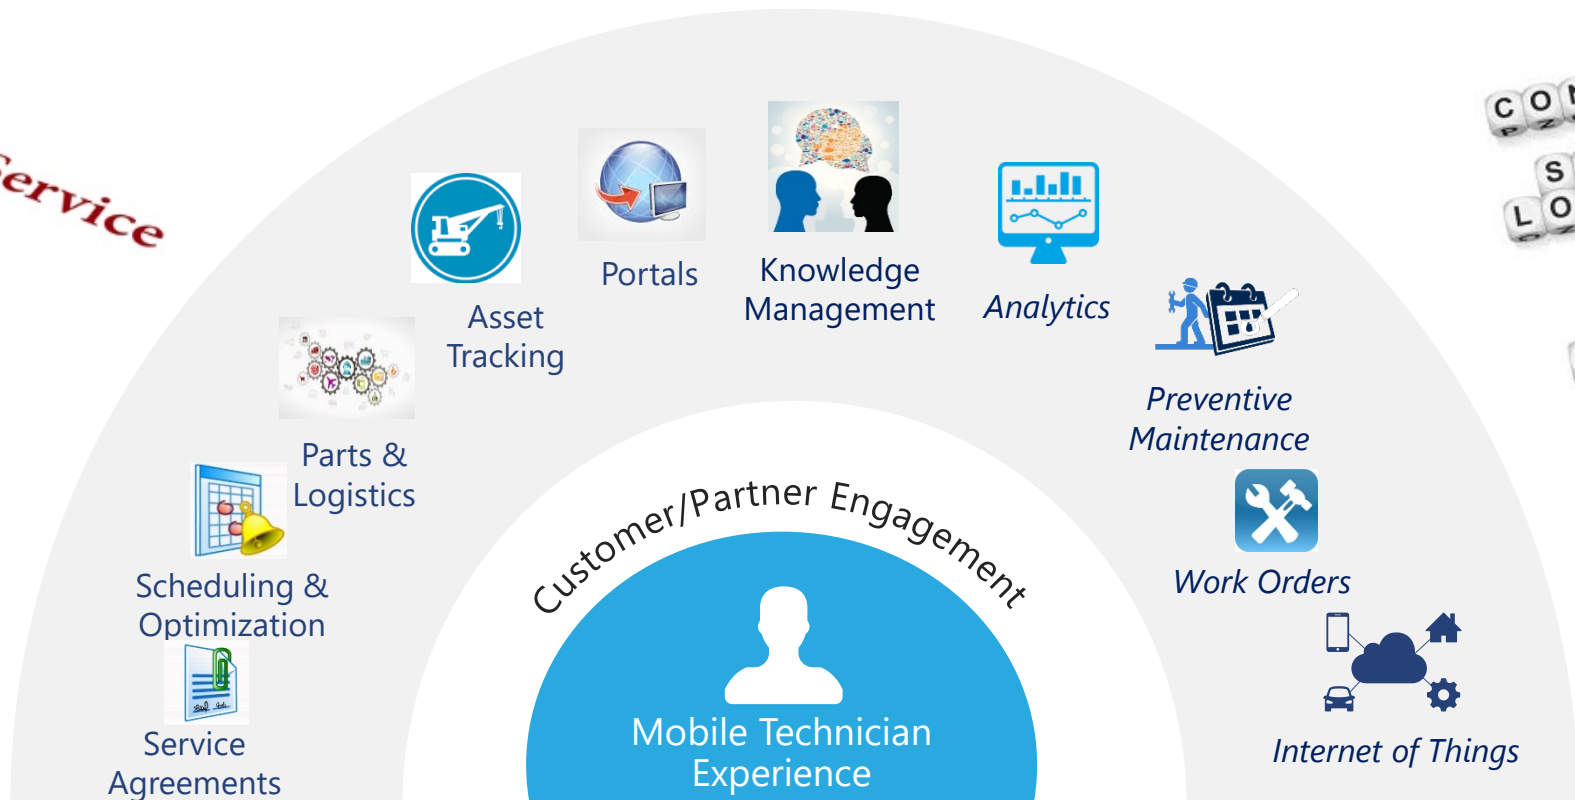 Service
Portals
Knowledge
Management
Analytics
Asset
Tracking
Preventive
Maintenance
Parts &
Logistics
Scheduling &
Optimization
Work Orders
Service
Agreements
Internet of Things
Customer/Partner Engagement
Mobile Technician
Experience